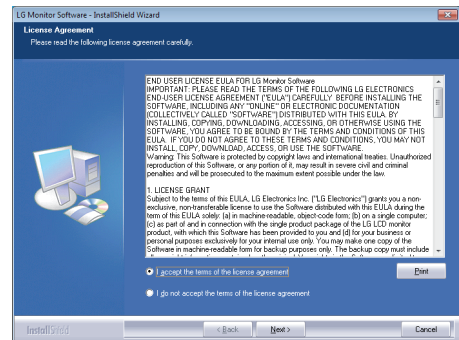 LG Monitor Software - InstallShield Wizard
License Agreement
Please read the following license agreement carefully.
END USER LICENSE EULA FOR LG Monitor Software
IMPORTANT: PLEASE READ THE TERMS OF THE FOLLOWING LG ELECTRONICS
END-USER LICENSE AGREEMENT ("EULA") CAREFULLY BEFORE INSTALLING THE
SOFTWARE, INCLUDING ANY "ONLINE" OR ELECTRONIC DOCUMENTATION
(COLLECTIVELY CALLED "SOFTWARE") DISTRIBUTED WITH THIS EULA. BY
INSTALLING, COPYING, DOWNLOADING, ACCESSING, OR OTHERWISE USING THE
SOFTWARE, YOU AGREE TO BE BOUND BY THE TERMS AND CONDITIONS OF THIS
EULA. IF YOU DO NOT AGREE TO THESE TERMS AND CONDITIONS, YOU MAY NOT
INSTALL, COPY, DOWNLOAD, ACCESS, OR USE THE SOFTWARE.
Warning: This Software is protected by copyright laws and international treaties. Unauthorized
reproduction of this Software, or any portion of it, may result in severe civil and criminal
penalties and will be prosecuted to the maximum extent possible under the law.
1. LICENSE GRANT
Subject to the terms of this EULA, LG Electronics Inc. ("LG Electronics") grants you a non-
exclusive, non-transferable license to use the Software distributed with this EULA during the
term of this EULA solely: (a) in machine-readable, object-code form; (b) on a single computer;
(c) as part of and in connection with the single product package of the LG LCD monitor
product, with which this Software has been provided to you and (d) for your business or
personal purposes exclusively for your internal use only. You may make one copy of the
Software in machine-readable form for backup purposes only. The backup copy must include
I accept the terms of the license agreement
Print
I do not accept the terms of the license agreement
InstallShield
< Back
Next >
Cancel